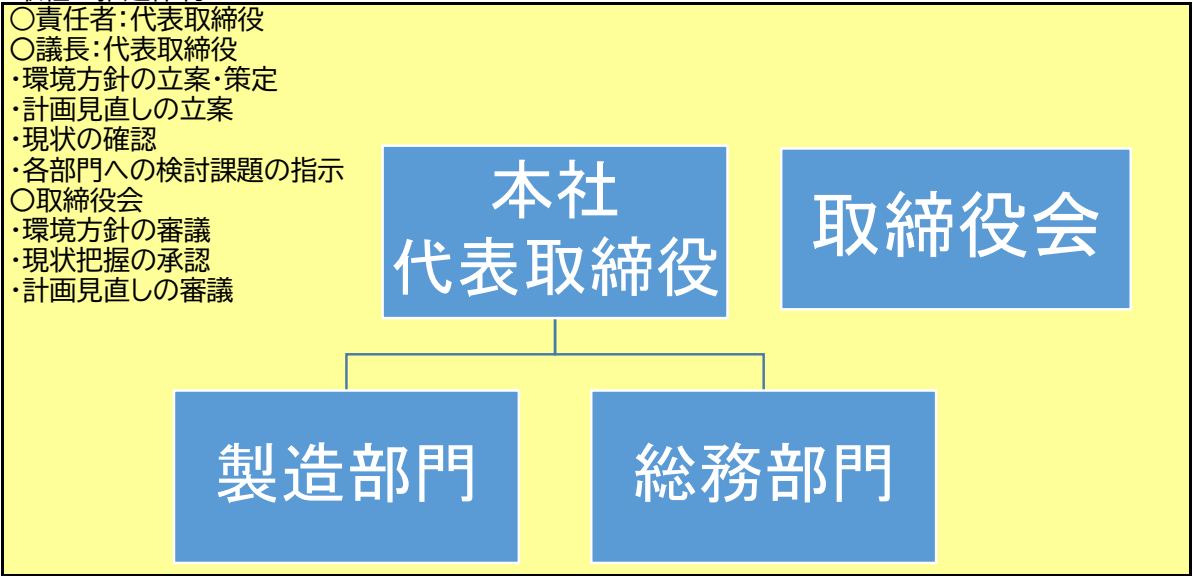 〇責任者：代表取締役
〇議長：代表取締役
・環境方針の立案・策定
・計画見直しの立案
・現状の確認
・各部門への検討課題の指示
〇取締役会
・環境方針の審議
・現状把握の承認
・計画見直しの審議
本社
代表取締役
取締役会
製造部門
総務部門